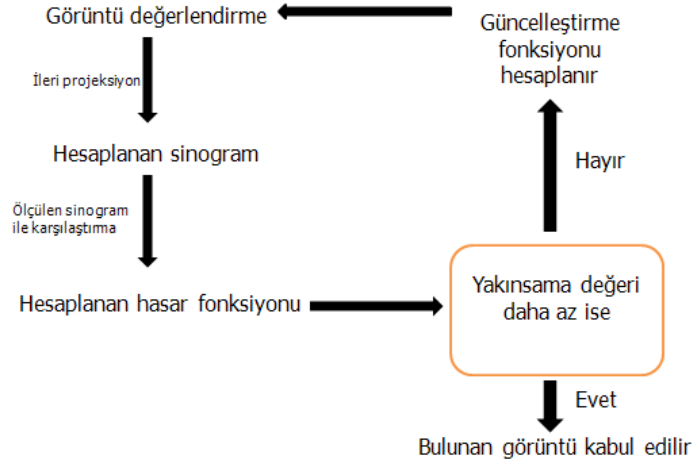 Görüntü değerlendirme
İleri projeksiyon
Hesaplanan sinogram
Ölçülen sinogram
ile karşılaştırma
Hesaplanan hasar fonksiyonu
Yakınsama değeri
daha az ise
Hayır
Güncelleştirme
fonksiyonu
hesaplanır
Evet
Bulunan görüntü kabul edilir